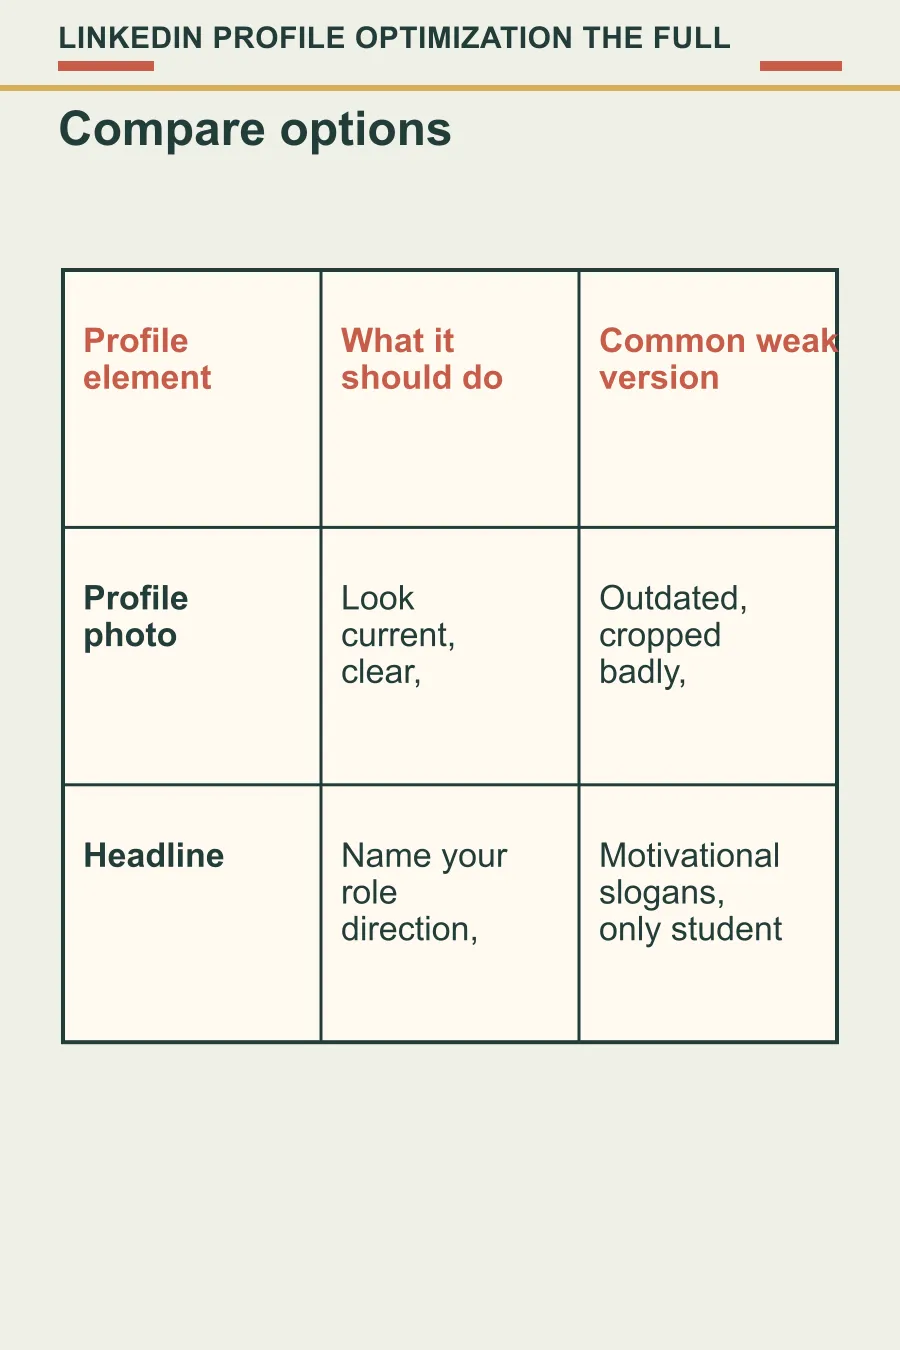 LINKEDIN PROFILE OPTIMIZATION THE FULL
Compare options
Profile
element
What it
should do
Common weak
version
Profile
photo
Look
current,
clear,
Outdated,
cropped
badly,
Headline
Name your
role
direction,
Motivational
slogans,
only student